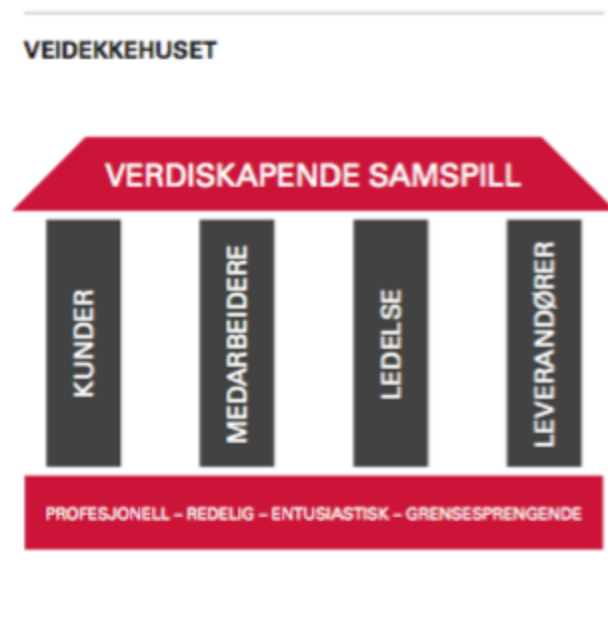 VEIDEKKEHUSET
VERDISKAPENDE SAMSPILL
KUNDER
MEDARBEIDERE
LEDELSE
LEVERANDØRER
PROFESJONELL – REDELIG – ENTUSIASTISK – GRENSESPRENGENDE